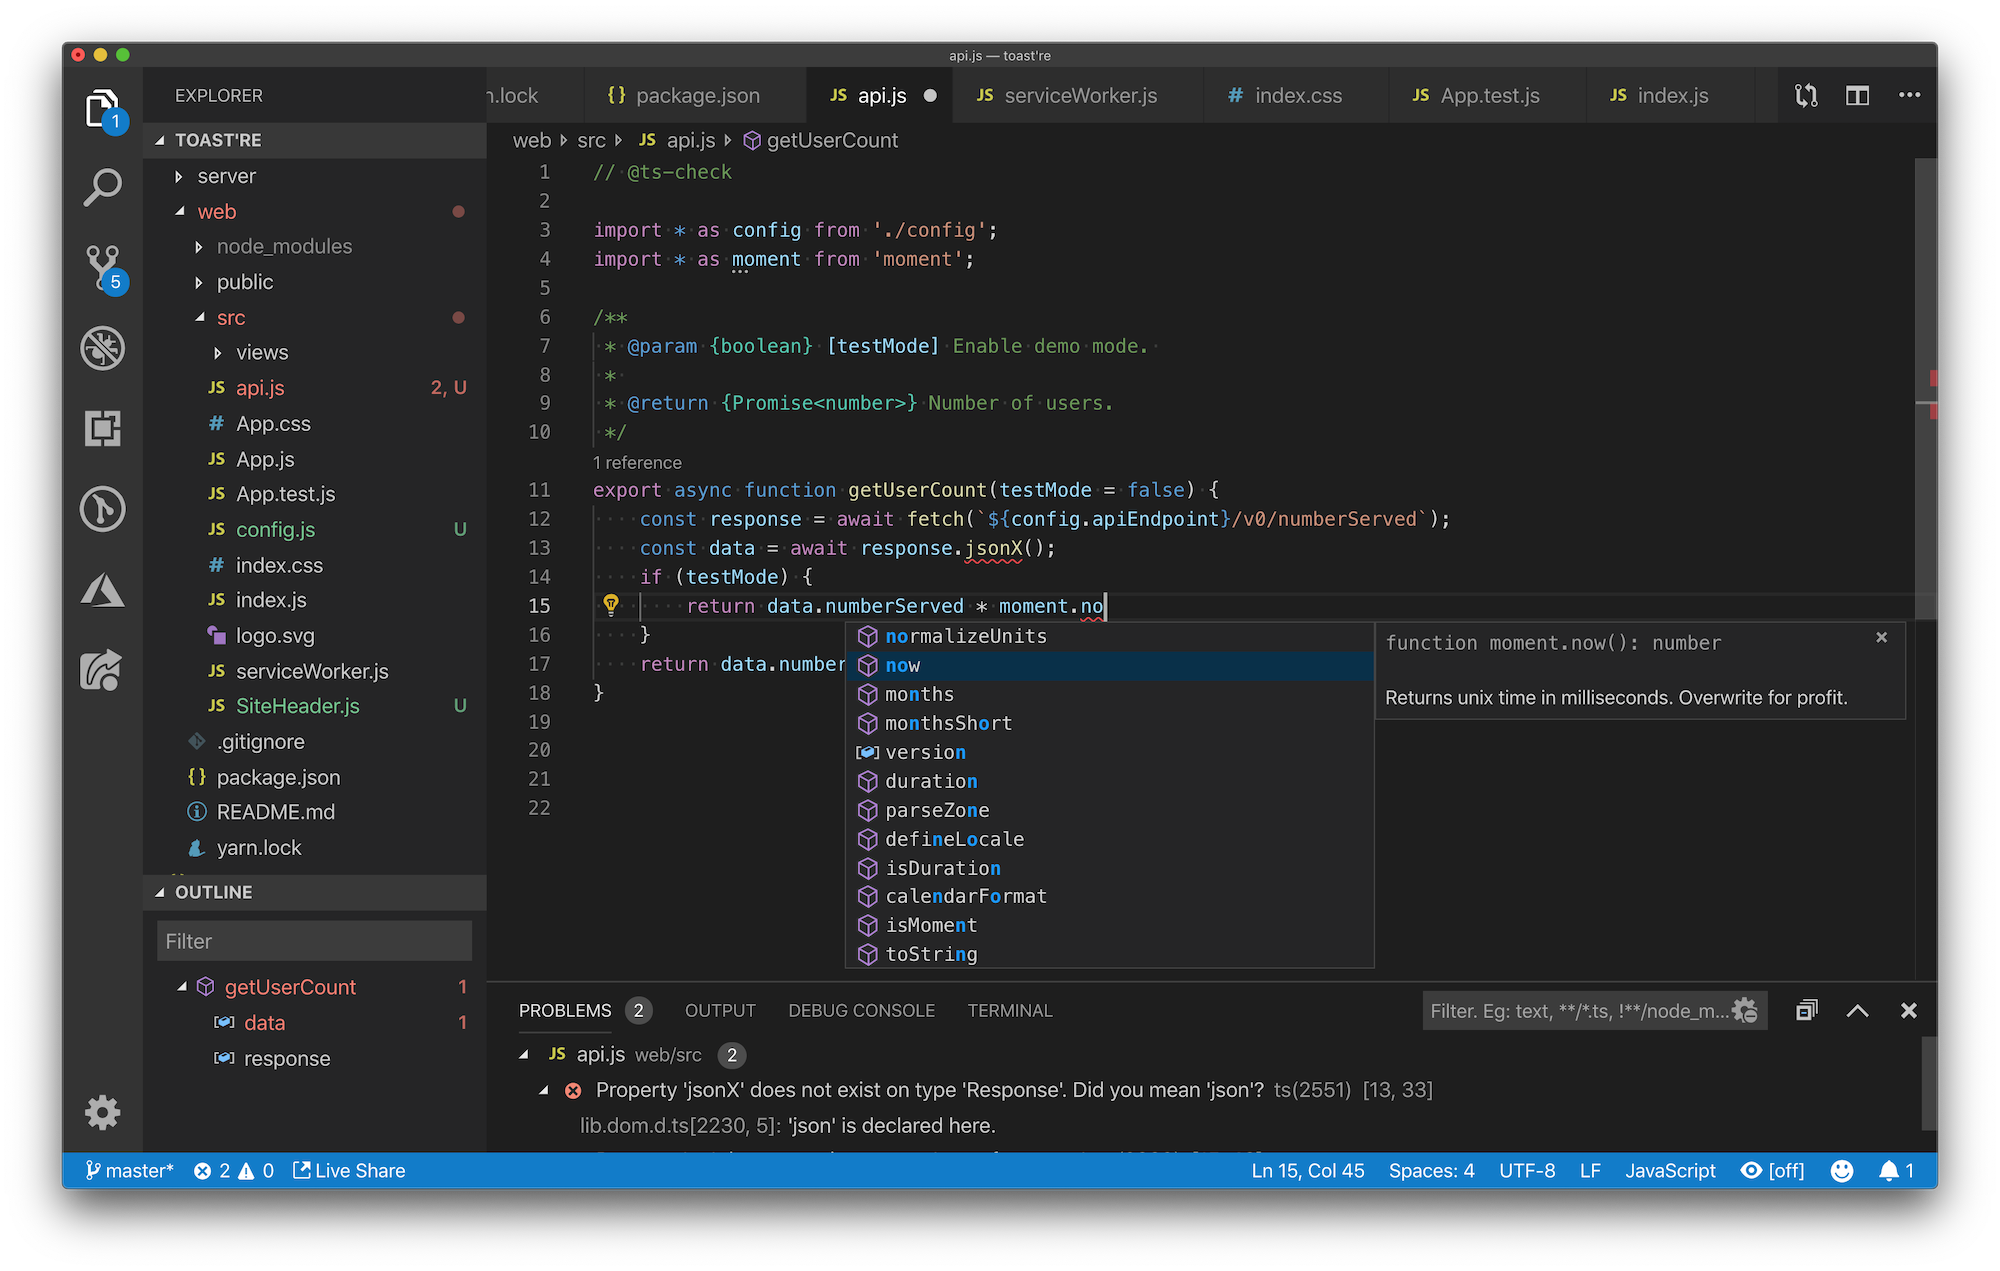 api.js — toast're
EXPLORER
TOAST'RE
server
web
node_modules
public
src
views
JS api.js 2, U
# App.css
JS App.js
JS App.test.js
JS config.js U
# index.css
JS index.js
logo.svg
JS serviceWorker.js
JS SiteHeader.js U
.gitignore
{} package.json
README.md
yarn.lock
OUTLINE
Filter
getUserCount 1
data 1
response
1
5
n.lock {} package.json JS api.js JS serviceWorker.js # index.css JS App.test.js JS index.js
web src JS api.js getUserCount
1 // @ts-check
2
3 import * as config from './config';
4 import * as moment from 'moment';
5
6 /**
7 * @param {boolean} [testMode] Enable demo mode.
8 *
9 * @return {Promise<number>} Number of users.
10 */
1 reference
11 export async function getUserCount(testMode = false) {
12 const response = await fetch(`${config.apiEndpoint}/v0/numberServed`);
13 const data = await response.jsonX();
14 if (testMode) {
15 return data.numberServed * moment.no
16 }
17 return data.number
18 }
19
20
21
22
normalizeUnits
now
months
monthsShort
version
duration
parseZone
defineLocale
isDuration
calendarFormat
isMoment
toString
function moment.now(): number
Returns unix time in milliseconds. Overwrite for profit.
PROBLEMS 2 OUTPUT DEBUG CONSOLE TERMINAL Filter. Eg: text, **/*.ts, !**/node_m...
JS api.js web/src 2
Property 'jsonX' does not exist on type 'Response'. Did you mean 'json'? ts(2551) [13, 33]
lib.dom.d.ts[2230, 5]: 'json' is declared here.
master* 2 0 Live Share Ln 15, Col 45 Spaces: 4 UTF-8 LF JavaScript [off] 1